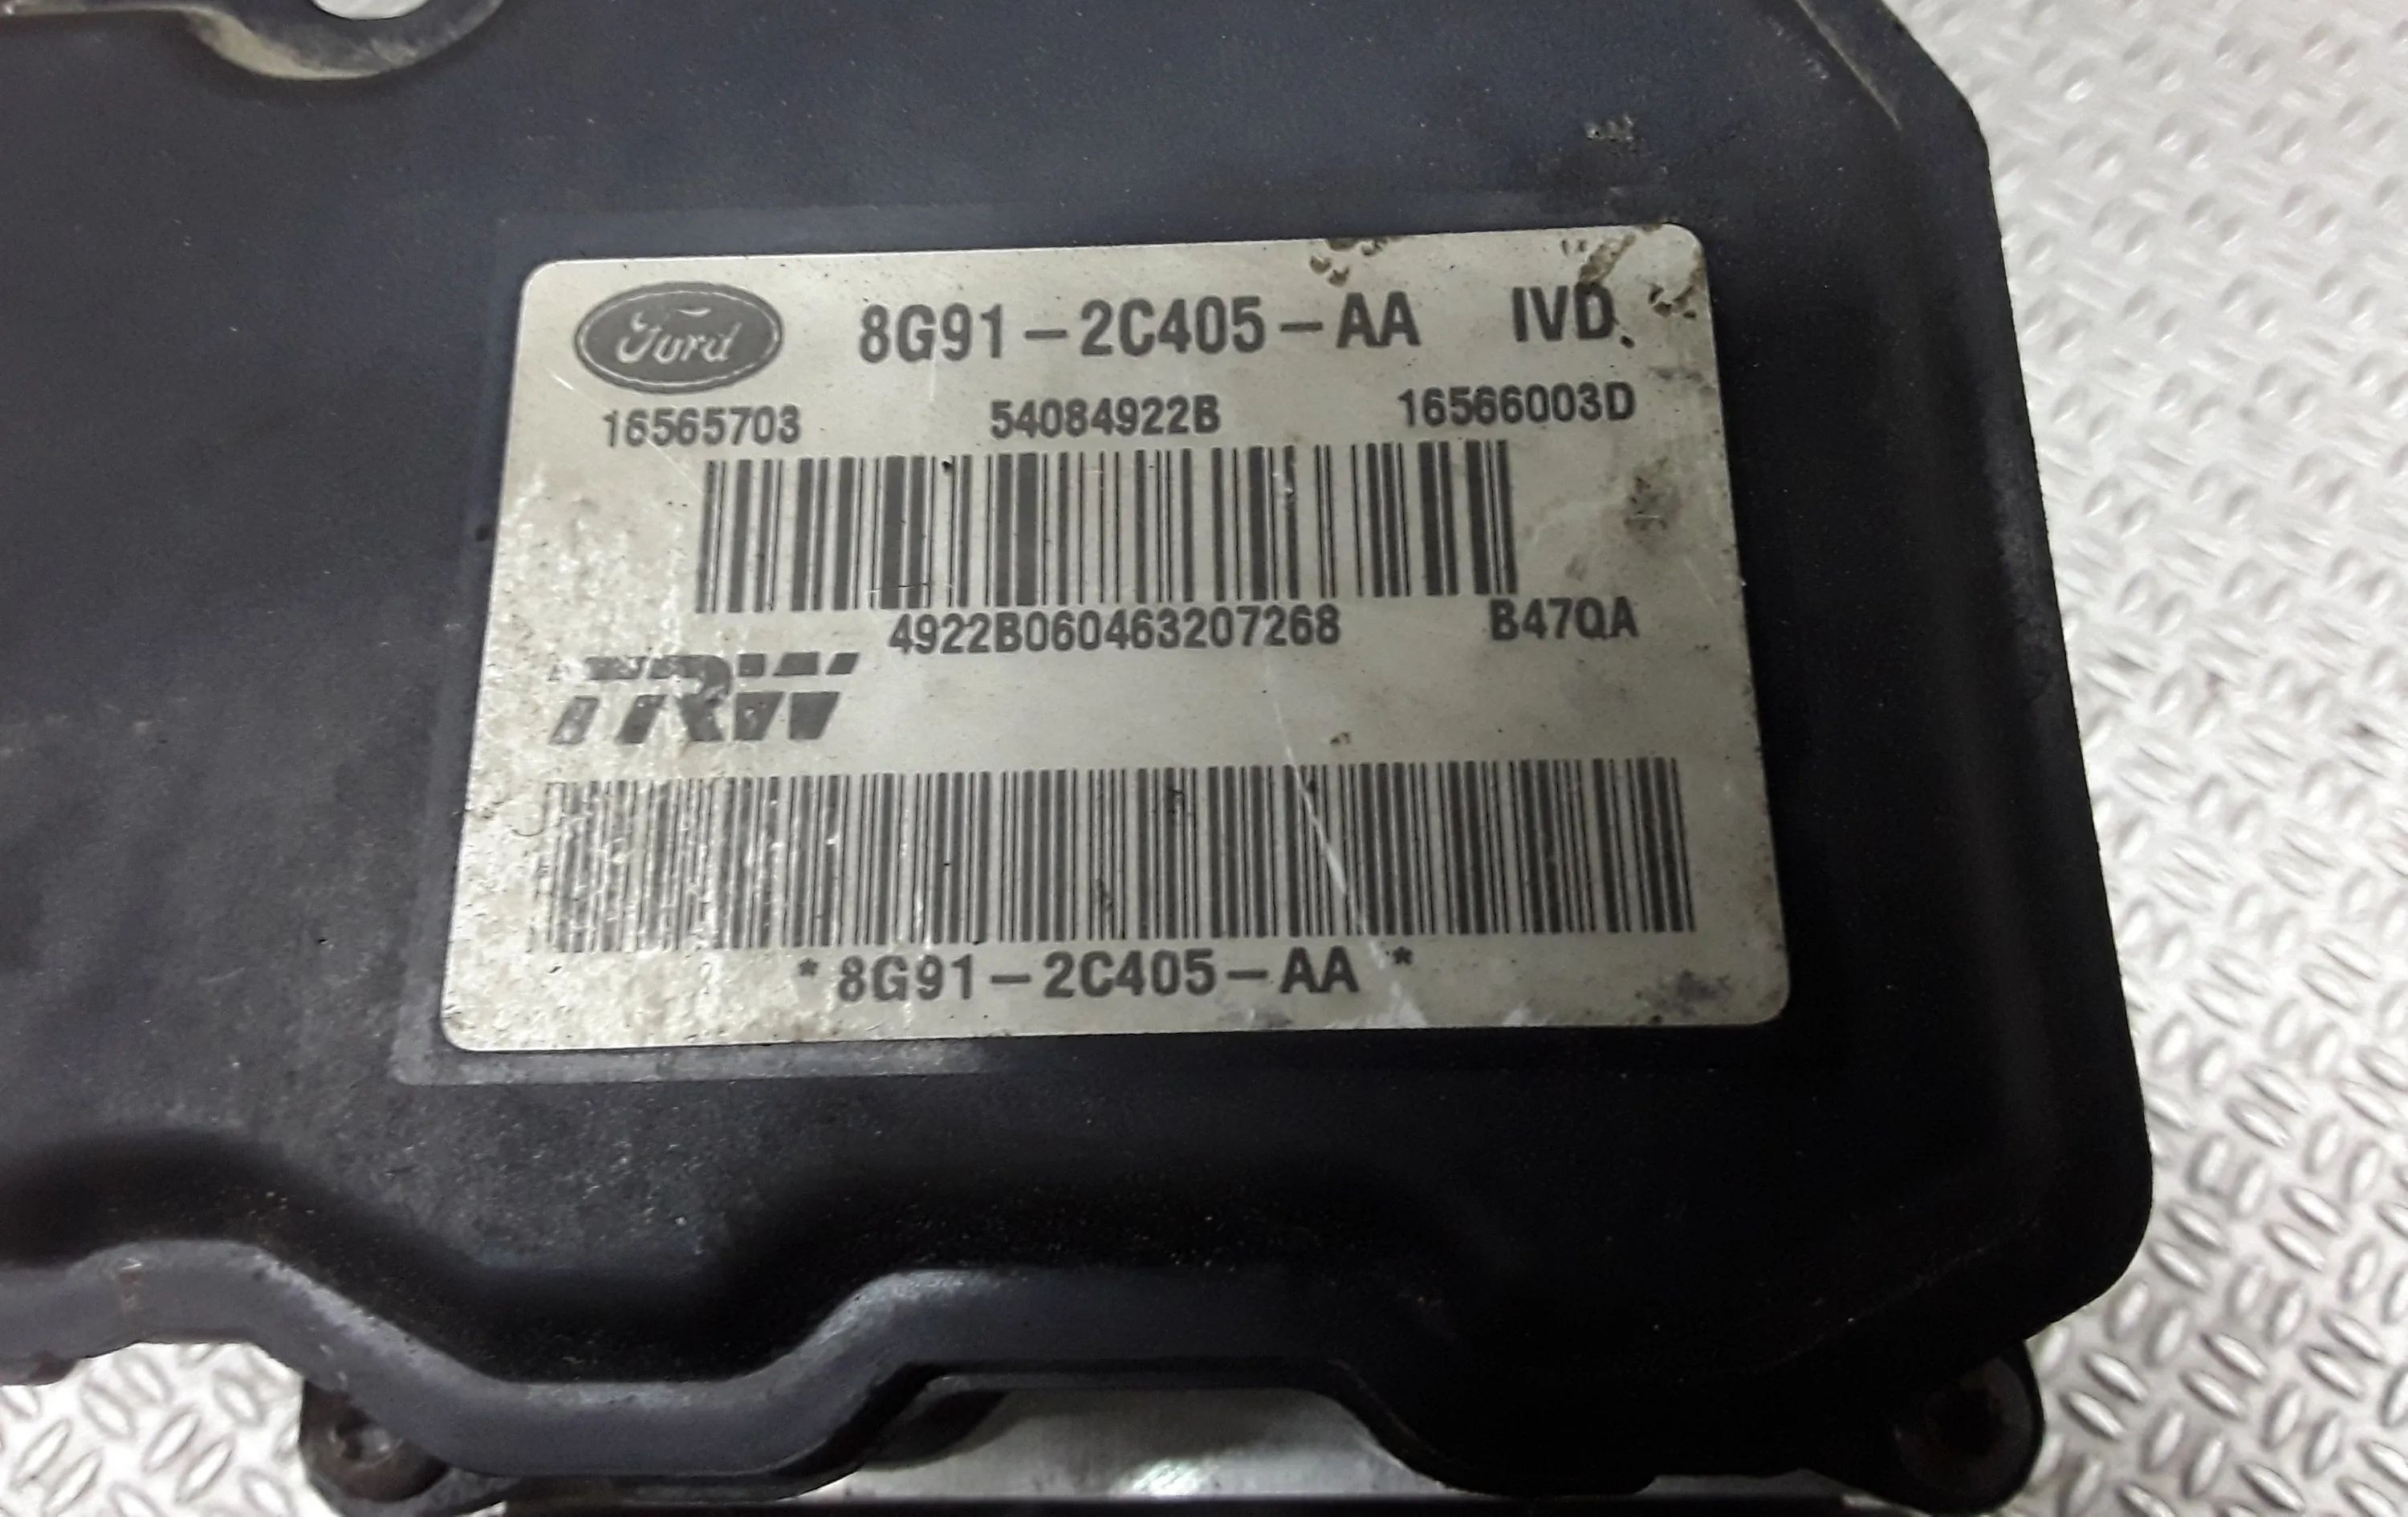 Ford 8G91-2C405-AA IVD
16565703 54084922B 16566003D
4922B060463207268 B47QA
TRW
*8G91-2C405-AA*